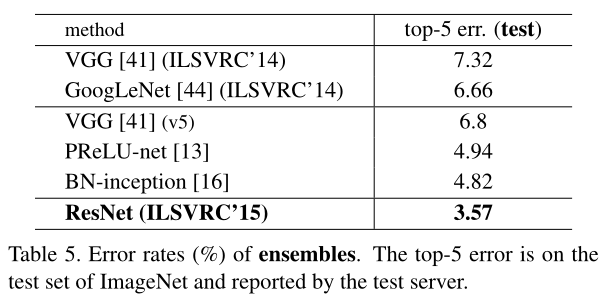 method top-5 err. (test)
VGG [41] (ILSVRC'14) 7.32
GoogLeNet [44] (ILSVRC'14) 6.66
VGG [41] (v5) 6.8
PReLU-net [13] 4.94
BN-inception [16] 4.82
ResNet (ILSVRC'15) 3.57
Table 5. Error rates (%) of ensembles. The top-5 error is on the
test set of ImageNet and reported by the test server.